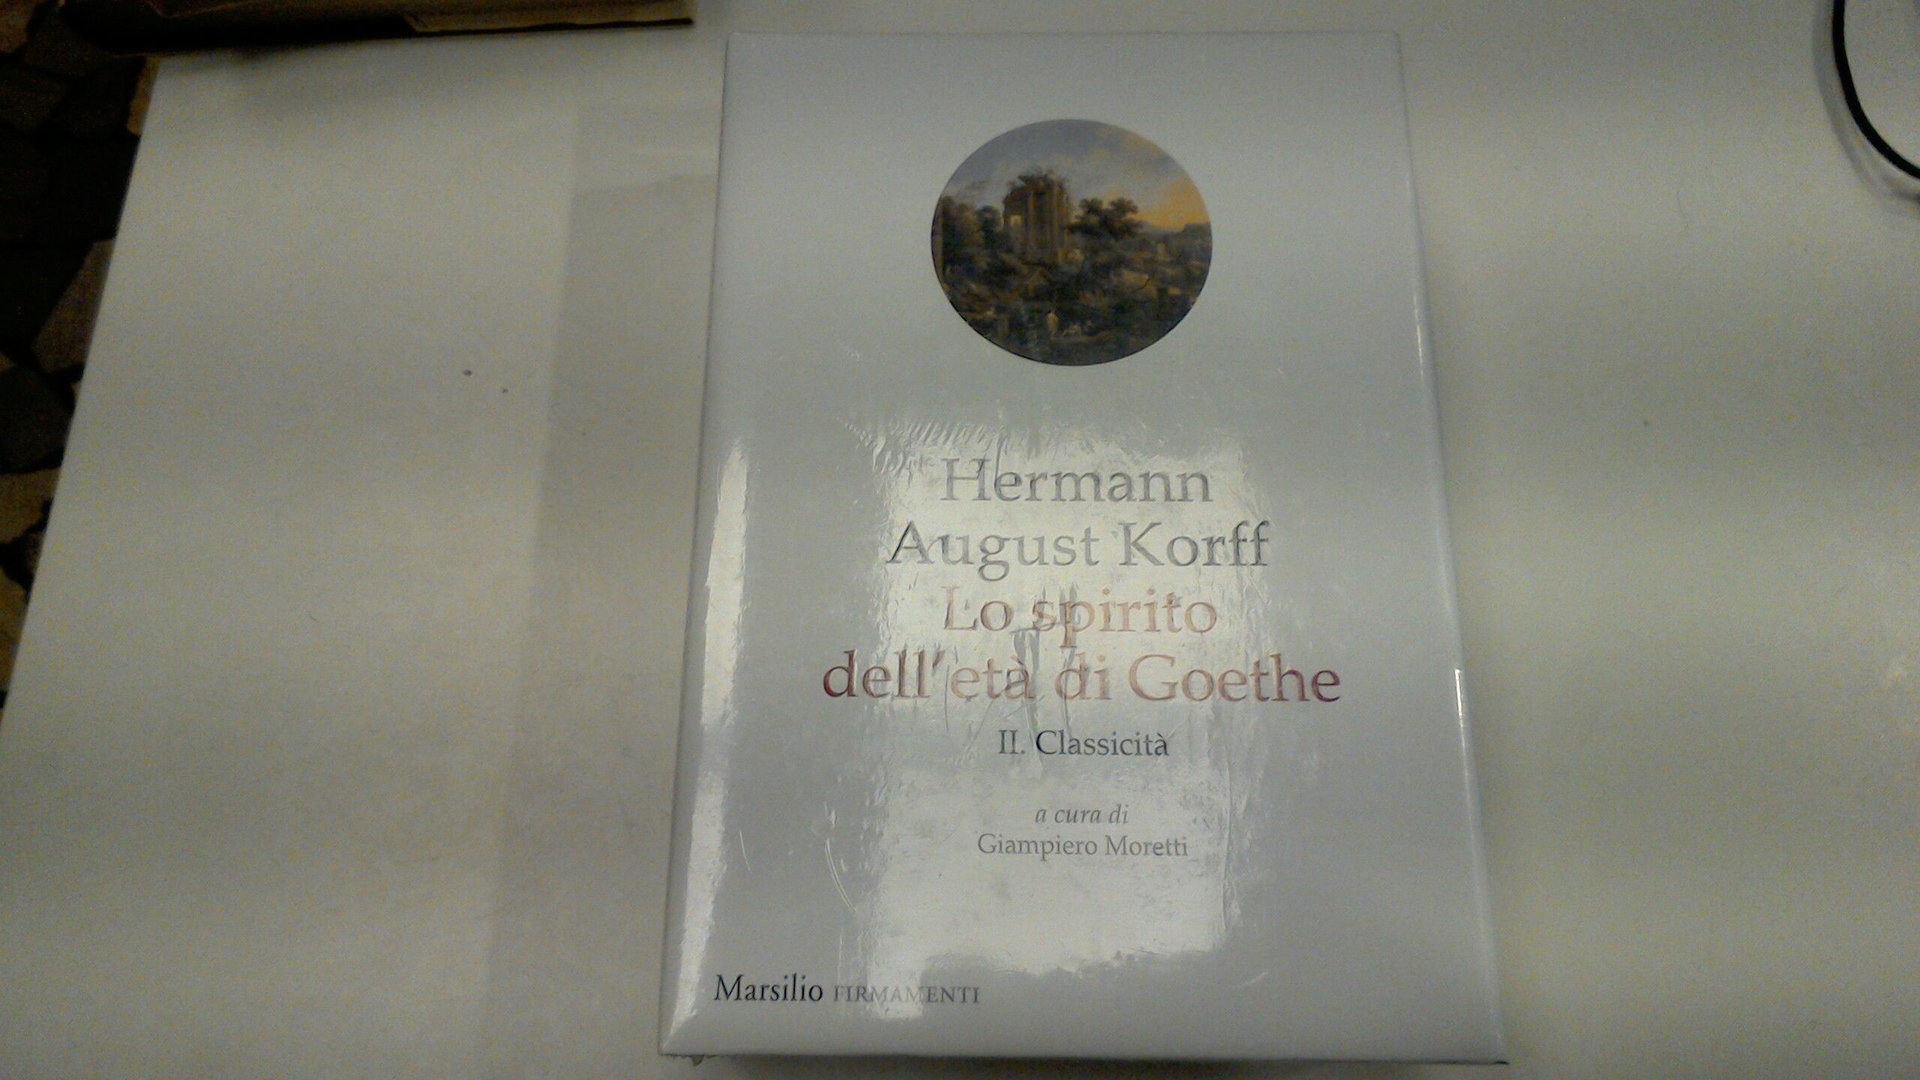 Hermann
August Korff
Lo spirito
dell'età di Goethe
II. Classicità
a cura di
Giampiero Moretti
Marsilio FIRMAMENTI